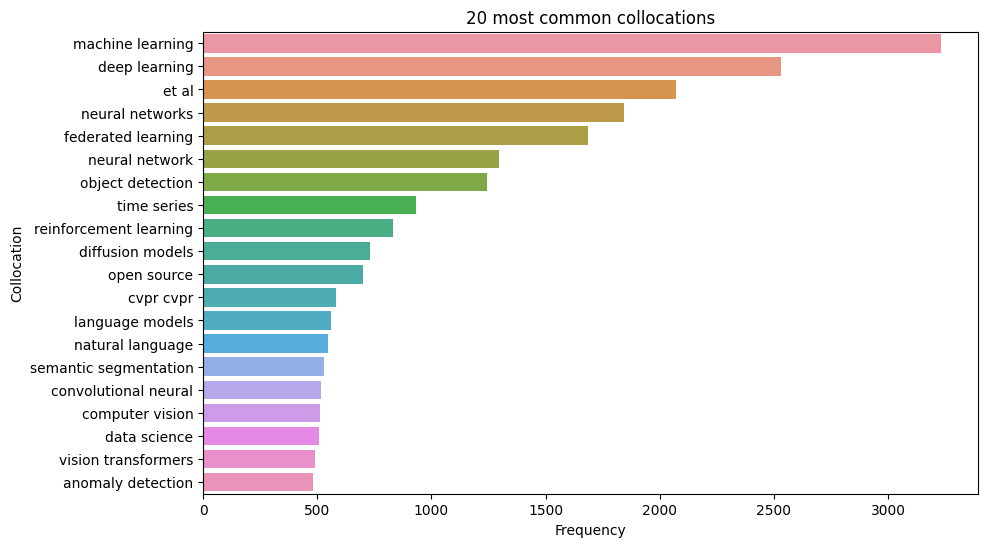 20 most common collocations
Collocation
machine learning
deep learning
et al
neural networks
federated learning
neural network
object detection
time series
reinforcement learning
diffusion models
open source
cvpr cvpr
language models
natural language
semantic segmentation
convolutional neural
computer vision
data science
vision transformers
anomaly detection
0 500 1000 1500 2000 2500 3000
Frequency